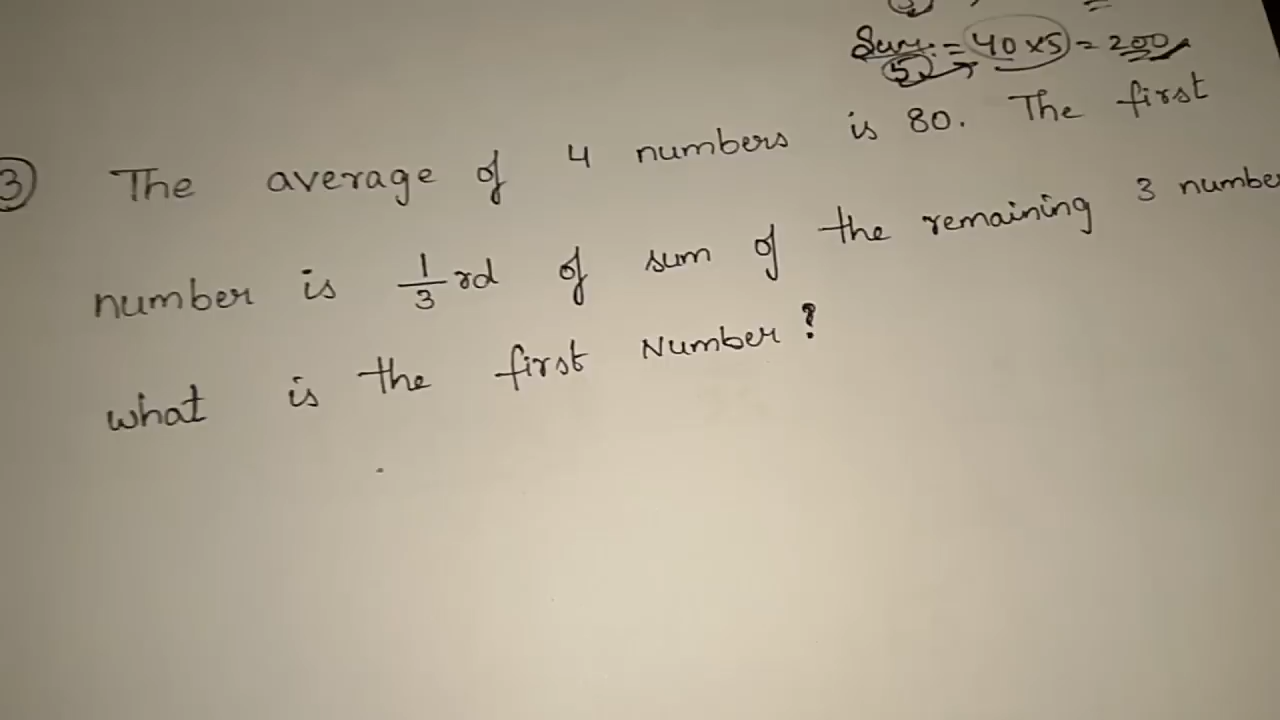 Sum = 40 x 5 = 200
5
3 The average of 4 numbers is 80. The first
number is 1/3 rd of sum of the remaining 3 numbe
what is the first Number?